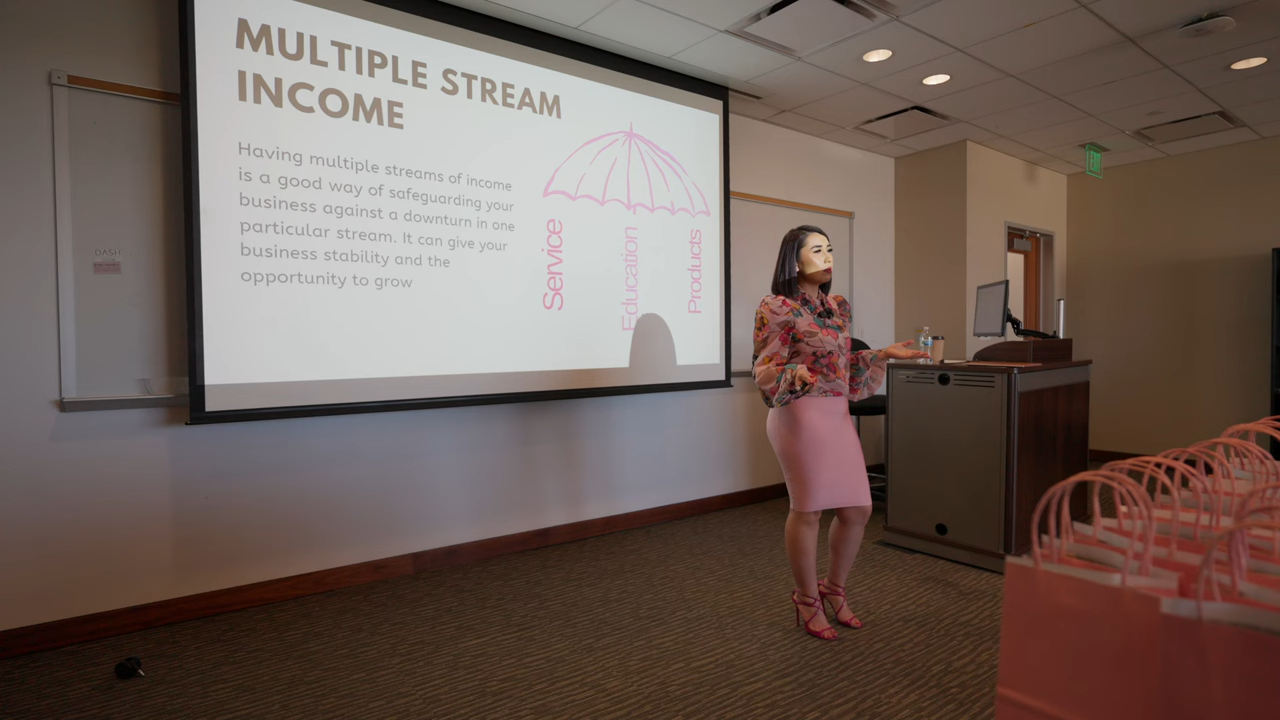 MULTIPLE STREAM
INCOME
Having multiple streams of income
is a good way of safeguarding your
business against a downturn in one
particular stream. It can give your
business stability and the
opportunity to grow
Service
Education
Products
DASH
EXIT